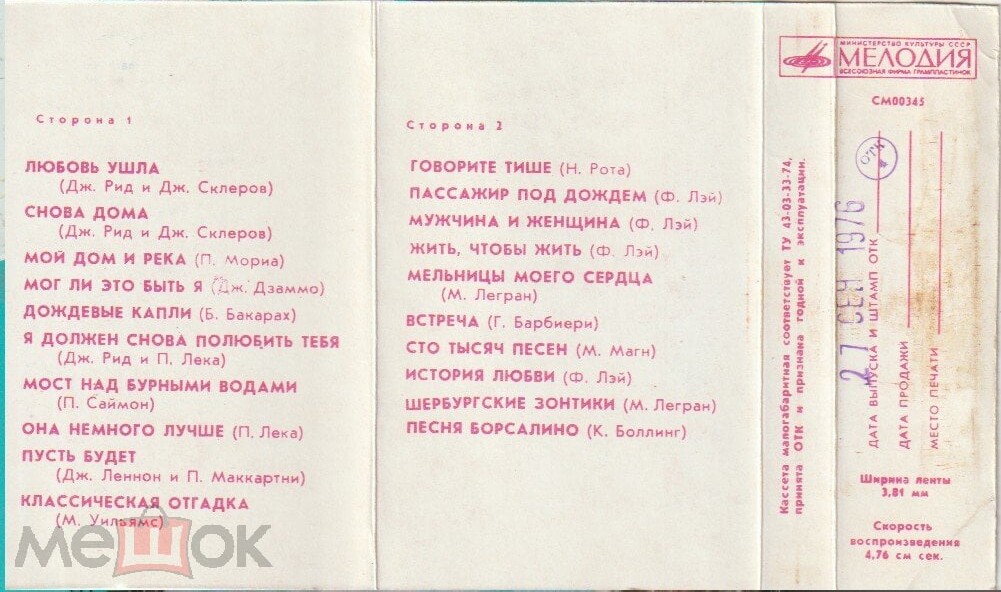 Сторона 1
ЛЮБОВЬ УШЛА
(Дж. Рид и Дж. Склеров)
СНОВА ДОМА
(Дж. Рид и Дж. Склеров)
МОЙ ДОМ И РЕКА (П. Мориа)
МОГ ЛИ ЭТО БЫТЬ Я (Дж. Дзаммо)
ДОЖДЕВЫЕ КАПЛИ (Б. Бакарах)
Я ДОЛЖЕН СНОВА ПОЛЮБИТЬ ТЕБЯ
(Дж. Рид и П. Лека)
МОСТ НАД БУРНЫМИ ВОДАМИ
(П. Саймон)
ОНА НЕМНОГО ЛУЧШЕ (П. Лека)
ПУСТЬ БУДЕТ
(Дж. Леннон и П. Маккартни)
КЛАССИЧЕСКАЯ ОТГАДКА
(М. Уильямс)
мешок
Сторона 2
ГОВОРИТЕ ТИШЕ (Н. Рота)
ПАССАЖИР ПОД ДОЖДЕМ (Ф. Лэй)
МУЖЧИНА И ЖЕНЩИНА (Ф. Лэй)
ЖИТЬ, ЧТОБЫ ЖИТЬ (Ф. Лэй)
МЕЛЬНИЦЫ МОЕГО СЕРДЦА
(М. Легран)
ВСТРЕЧА (Г. Барбиери)
СТО ТЫСЯЧ ПЕСЕН (М. Магн)
ИСТОРИЯ ЛЮБВИ (Ф. Лэй)
ШЕРБУРГСКИЕ ЗОНТИКИ (М. Легран)
ПЕСНЯ БОРСАЛИНО (К. Боллинг)
Кассета малогабаритная соответствует ТУ 43-03-33-74,
принята ОТК и признана годной к эксплуатации.
МИНИСТЕРСТВО КУЛЬТУРЫ СССР
МЕЛОДИЯ
ВСЕСОЮЗНАЯ ФИРМА ГРАМПЛАСТИНОК
СМ00345
ОТК
27 СЕН 1976
ДАТА ВЫПУСКА И ШТАМП ОТК
ДАТА ПРОДАЖИ
МЕСТО ПЕЧАТИ
Ширина ленты
3,81 мм
Скорость
воспроизведения
4,76 см сек.